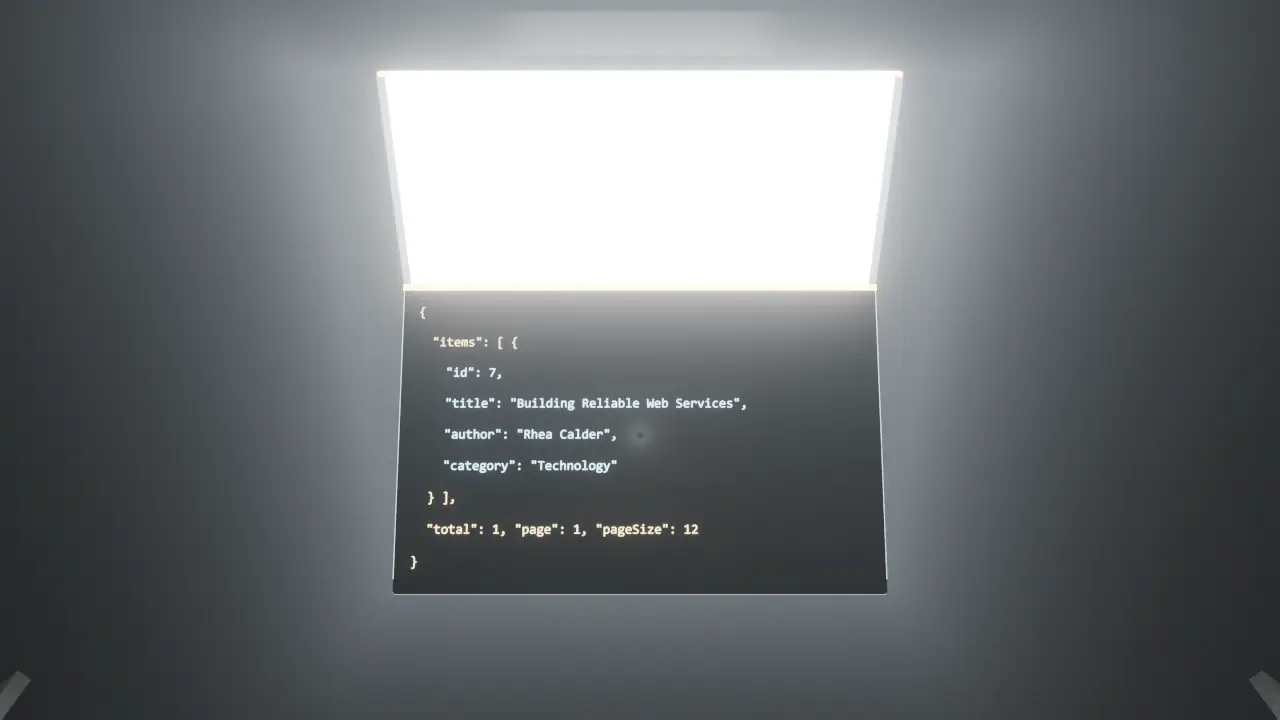 {
"items": [ {
"id": 7,
"title": "Building Reliable Web Services",
"author": "Rhea Calder",
"category": "Technology"
} ],
"total": 1, "page": 1, "pageSize": 12
}